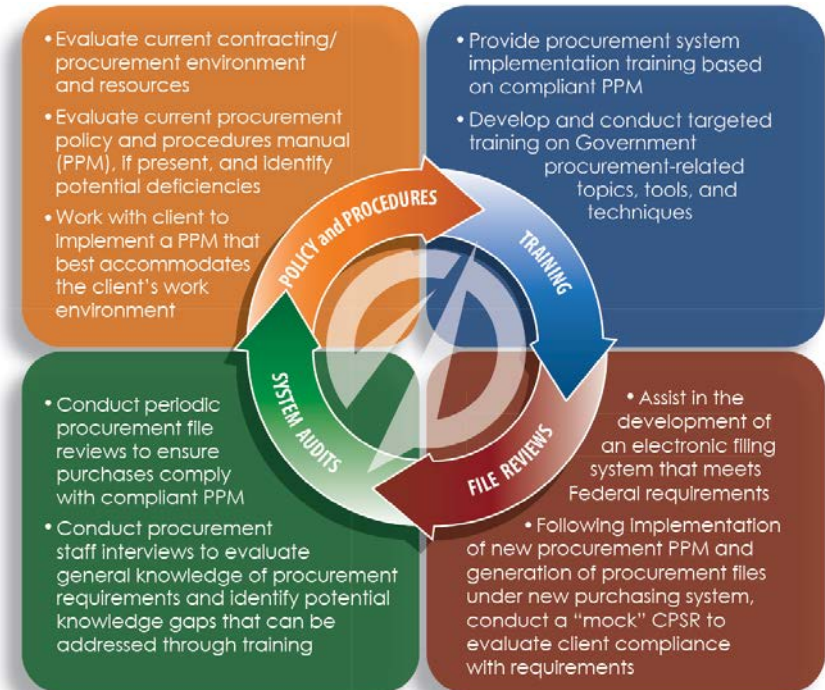 • Evaluate current contracting/
procurement environment
and resources
• Evaluate current procurement
policy and procedures manual
(PPM), if present, and identify
potential deficiencies
• Work with client to
implement a PPM that
best accommodates
the client's work
environment
• Provide procurement system
implementation training based
on compliant PPM
• Develop and conduct targeted
training on Government
procurement-related
topics, tools, and
techniques
POLICY and PROCEDURES
TRAINING
SYSTEM AUDITS
FILE REVIEWS
• Conduct periodic
procurement file
reviews to ensure
purchases comply
with compliant PPM
• Conduct procurement
staff interviews to evaluate
general knowledge of procurement
requirements and identify potential
knowledge gaps that can be
addressed through training
• Assist in the
development of
an electronic filing
system that meets
Federal requirements
• Following implementation
of new procurement PPM and
generation of procurement files
under new purchasing system,
conduct a "mock" CPSR to
evaluate client compliance
with requirements